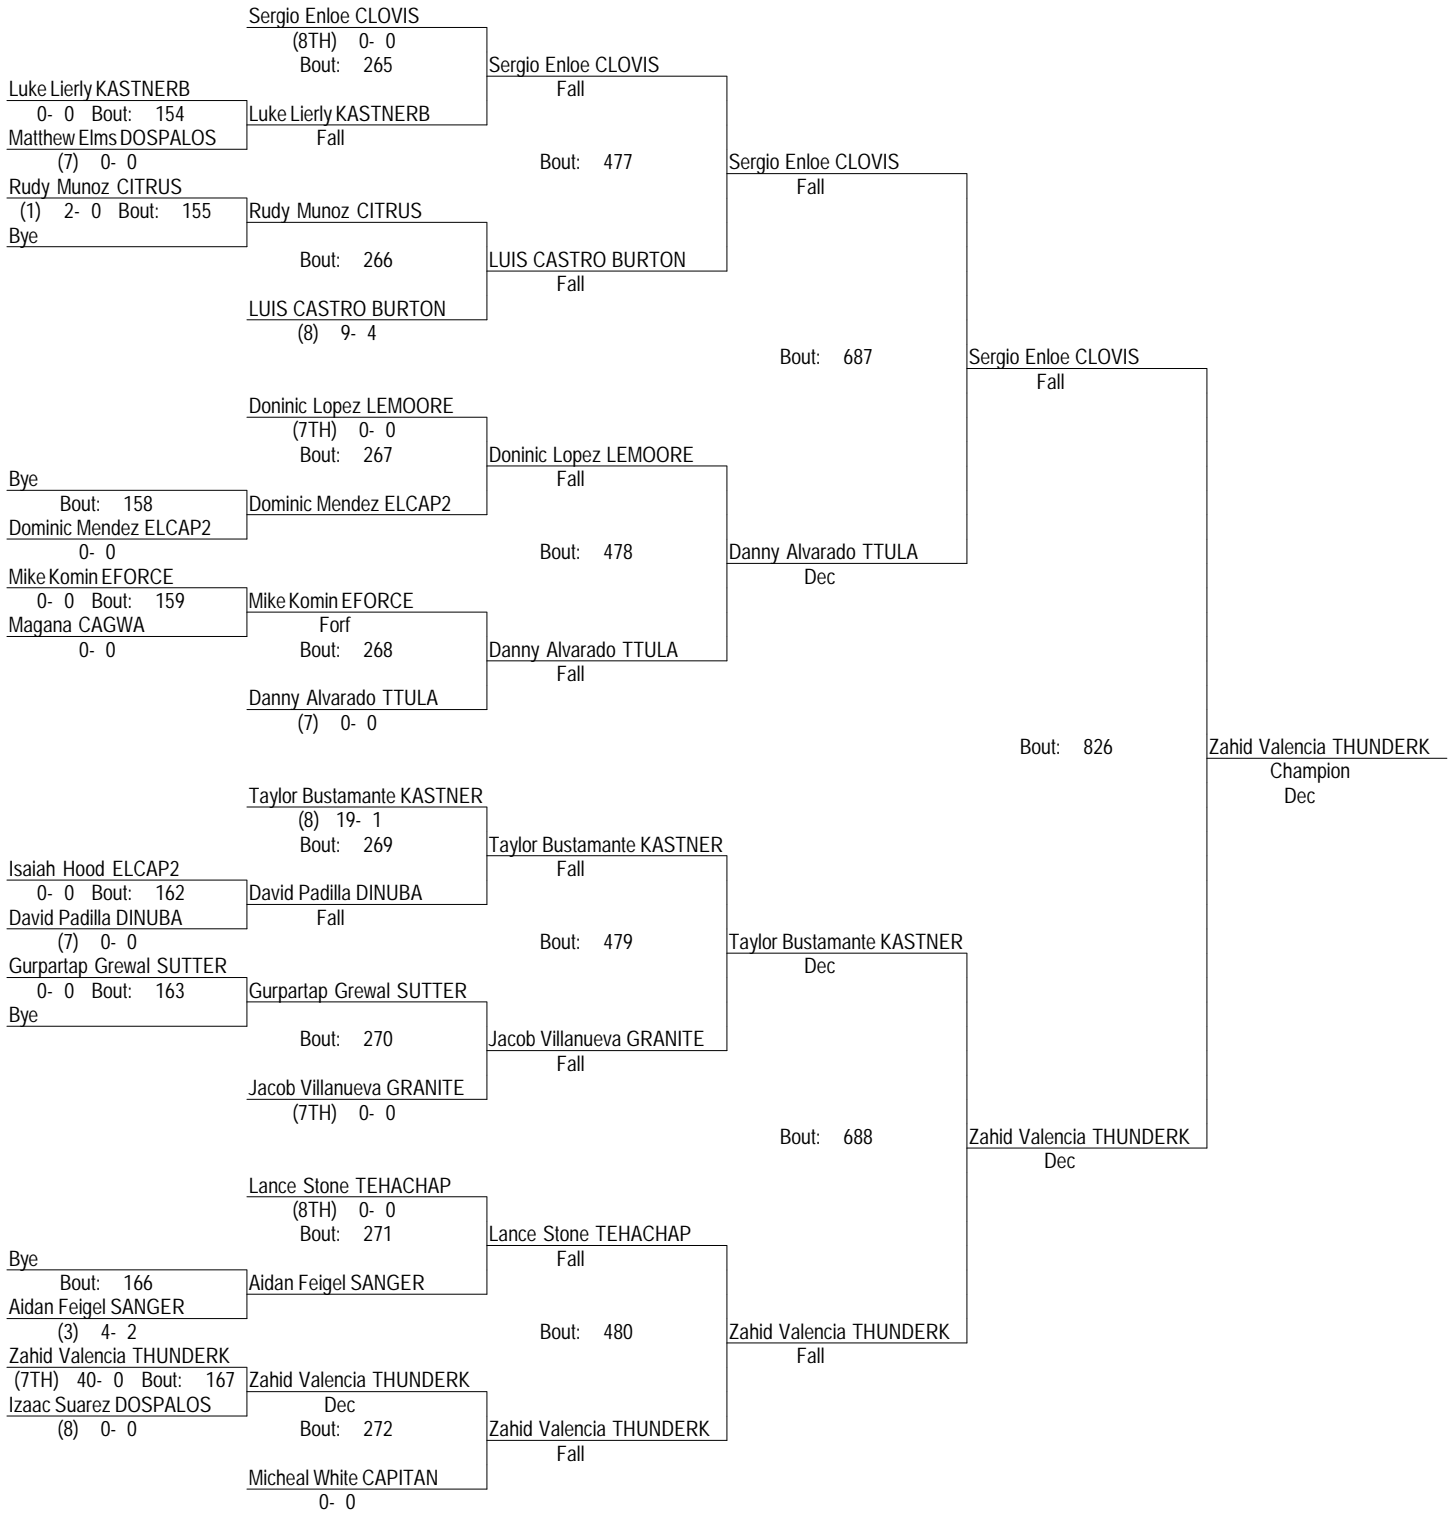 Sergio Enloe CLOVIS
(8TH) 0- 0
Bout: 265 Sergio Enloe CLOVIS
Luke Lierly KASTNERB Fall
0- 0 Bout: 154 Luke Lierly KASTNERB
Matthew Elms DOSPALOS Fall
(7) 0- 0 Bout: 477 Sergio Enloe CLOVIS
Rudy Munoz CITRUS Fall
(1) 2- 0 Bout: 155 Rudy Munoz CITRUS
Bye
Bout: 266 LUIS CASTRO BURTON
Fall
LUIS CASTRO BURTON
(8) 9- 4
Bout: 687 Sergio Enloe CLOVIS
Fall
Doninic Lopez LEMOORE
(7TH) 0- 0
Bout: 267 Doninic Lopez LEMOORE
Bye Fall
Bout: 158 Dominic Mendez ELCAP2
Dominic Mendez ELCAP2
0- 0 Bout: 478 Danny Alvarado TTULA
Mike Komin EFORCE Dec
0- 0 Bout: 159 Mike Komin EFORCE
Magana CAGWA Forf
0- 0 Bout: 268 Danny Alvarado TTULA
Fall
Danny Alvarado TTULA
(7) 0- 0
Bout: 826 Zahid Valencia THUNDERK
Champion
Dec
Taylor Bustamante KASTNER
(8) 19- 1
Bout: 269 Taylor Bustamante KASTNER
Isaiah Hood ELCAP2 Fall
0- 0 Bout: 162 David Padilla DINUBA
David Padilla DINUBA Fall
(7) 0- 0 Bout: 479 Taylor Bustamante KASTNER
Gurpartap Grewal SUTTER Dec
0- 0 Bout: 163 Gurpartap Grewal SUTTER
Bye
Bout: 270 Jacob Villanueva GRANITE
Fall
Jacob Villanueva GRANITE
(7TH) 0- 0
Bout: 688 Zahid Valencia THUNDERK
Dec
Lance Stone TEHACHAP
(8TH) 0- 0
Bout: 271 Lance Stone TEHACHAP
Bye Fall
Bout: 166 Aidan Feigel SANGER
Aidan Feigel SANGER
(3) 4- 2 Bout: 480 Zahid Valencia THUNDERK
Zahid Valencia THUNDERK Fall
(7TH) 40- 0 Bout: 167 Zahid Valencia THUNDERK
Izaac Suarez DOSPALOS Dec
(8) 0- 0 Bout: 272 Zahid Valencia THUNDERK
Fall
Micheal White CAPITAN
0- 0